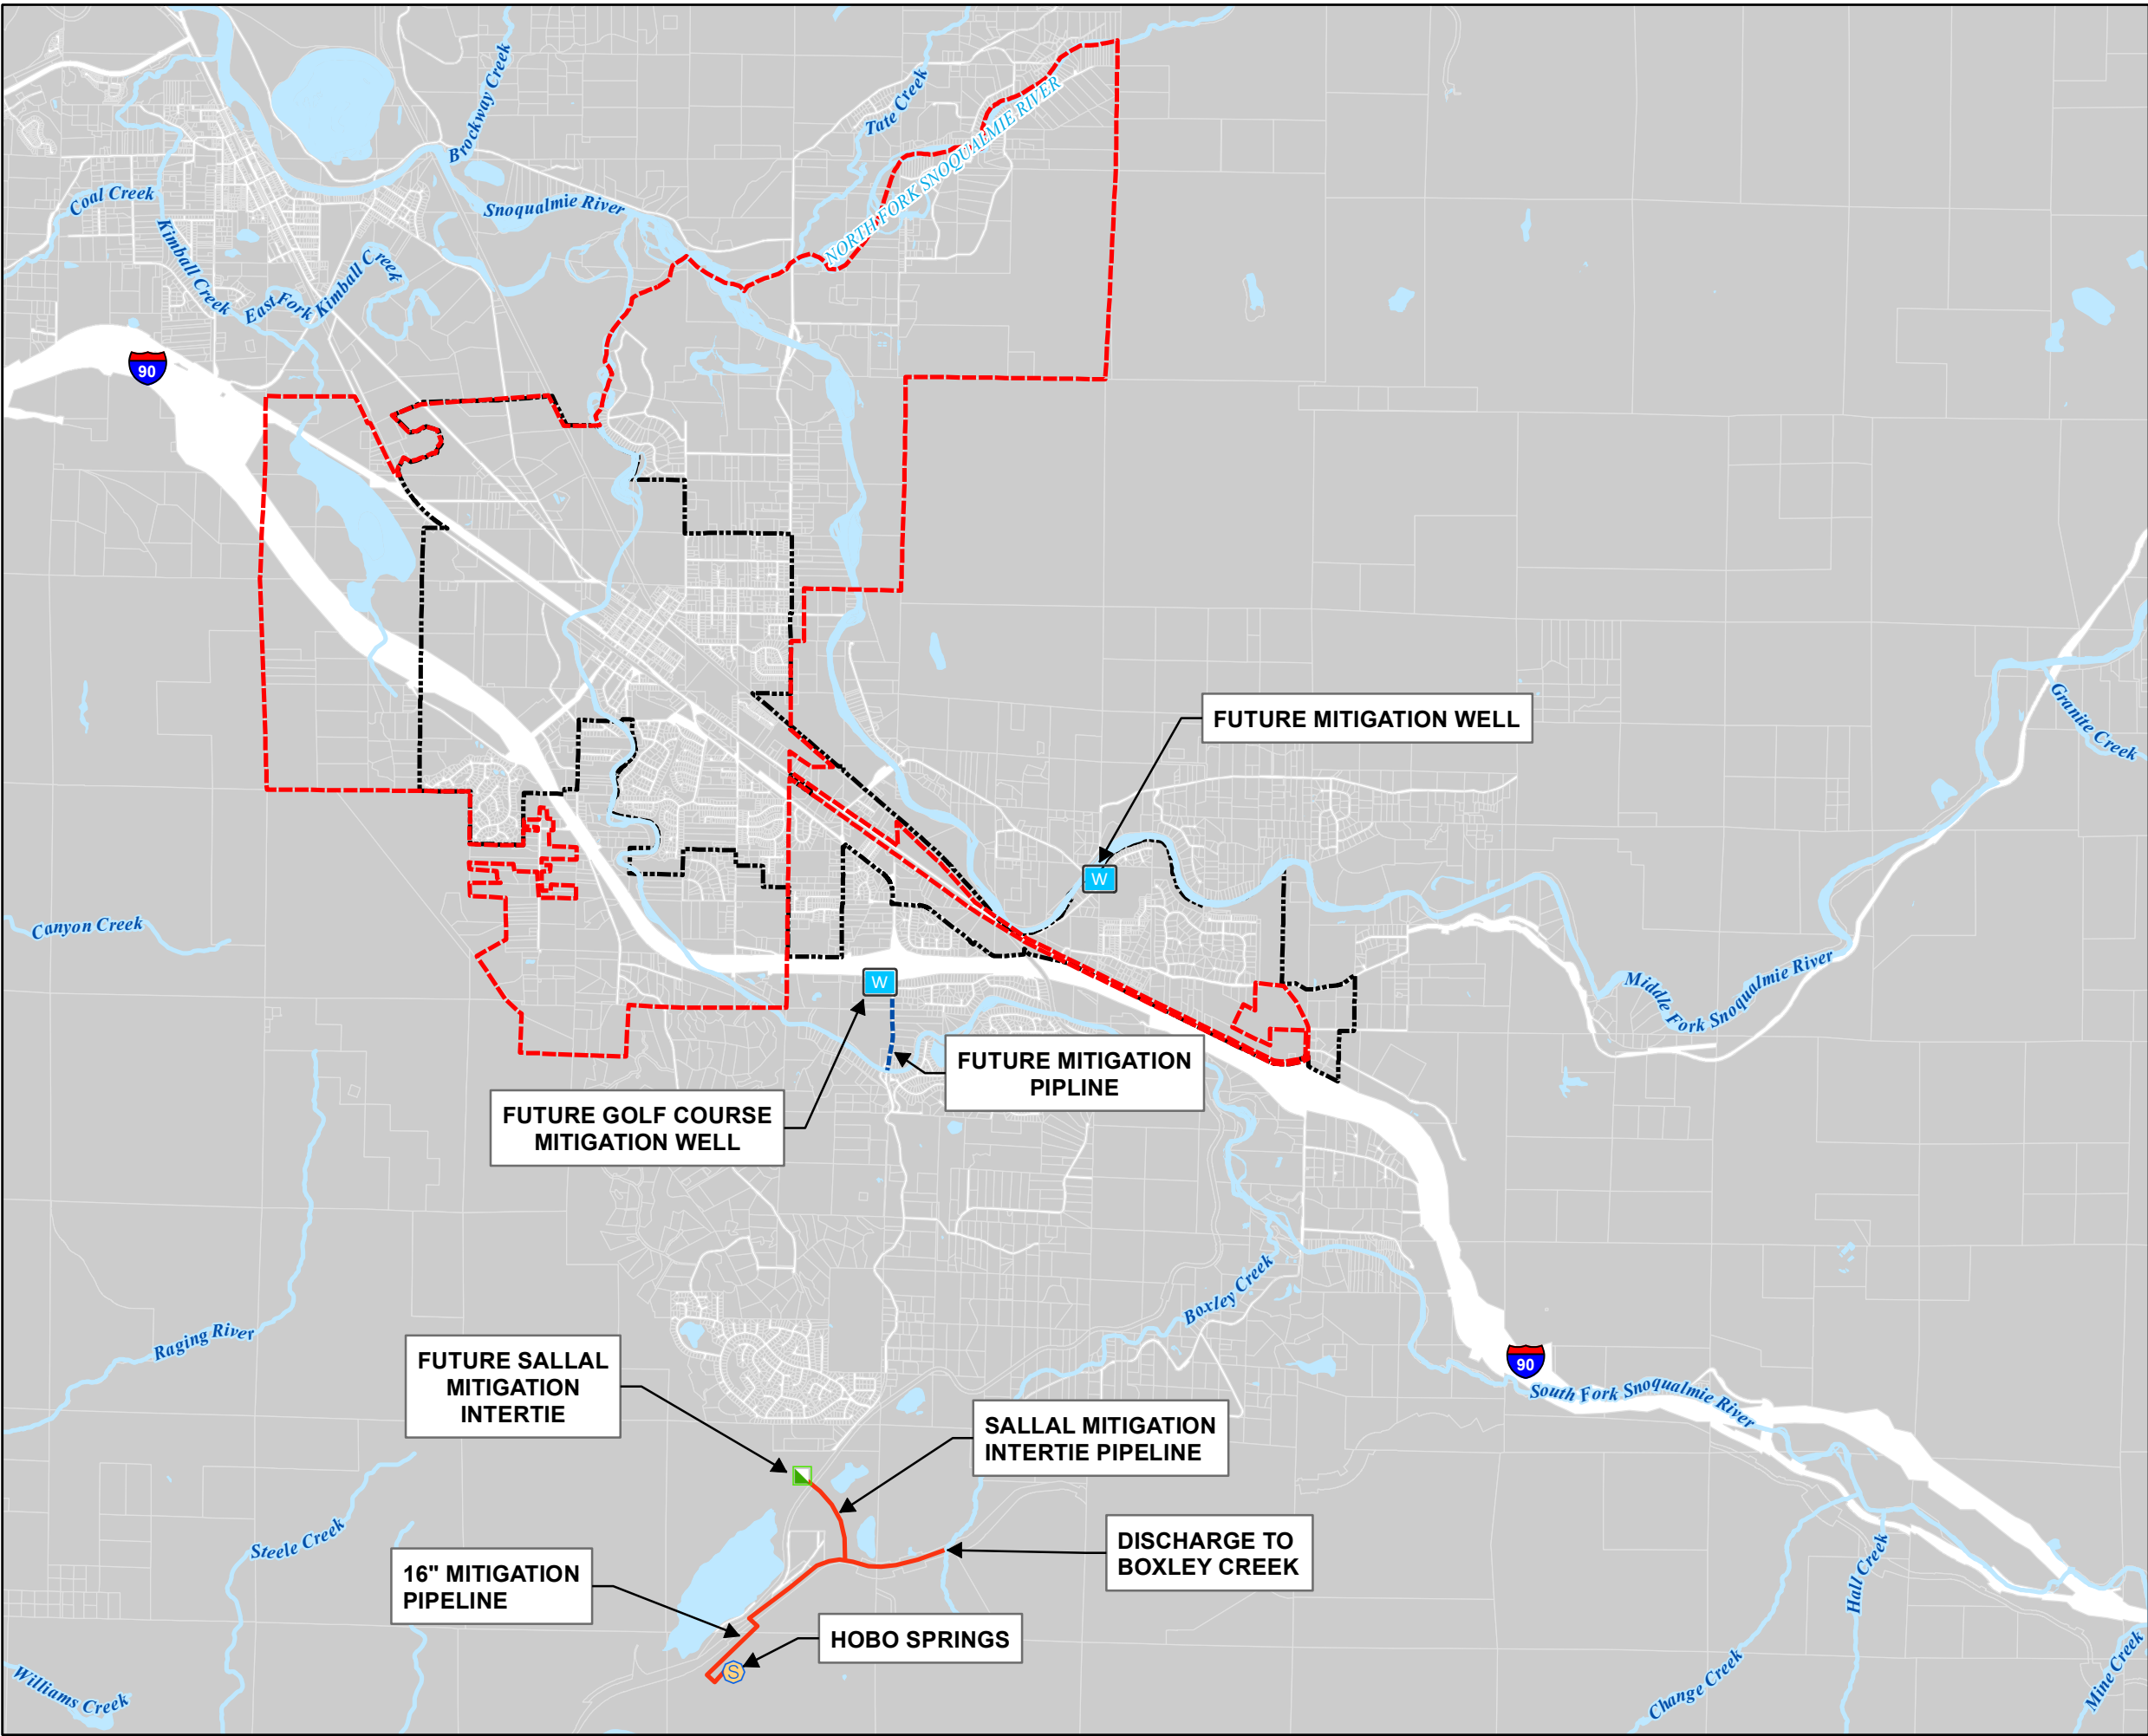 Brockway Creek
Tate Creek
NORTH FORK SNOQUALMIE RIVER
Coal Creek
Snoqualmie River
Kimball Creek
East Fork Kimball Creek
90
Granite Creek
FUTURE MITIGATION WELL
W
Canyon Creek
W
Middle Fork Snoqualmie River
FUTURE MITIGATION
PIPLINE
FUTURE GOLF COURSE
MITIGATION WELL
Boxley Creek
Raging River
FUTURE SALLAL
MITIGATION
INTERTIE
90
South Fork Snoqualmie River
SALLAL MITIGATION
INTERTIE PIPELINE
Steele Creek
DISCHARGE TO
BOXLEY CREEK
16" MITIGATION
PIPELINE
Hall Creek
HOBO SPRINGS
S
Williams Creek
Change Creek
Mine Creek